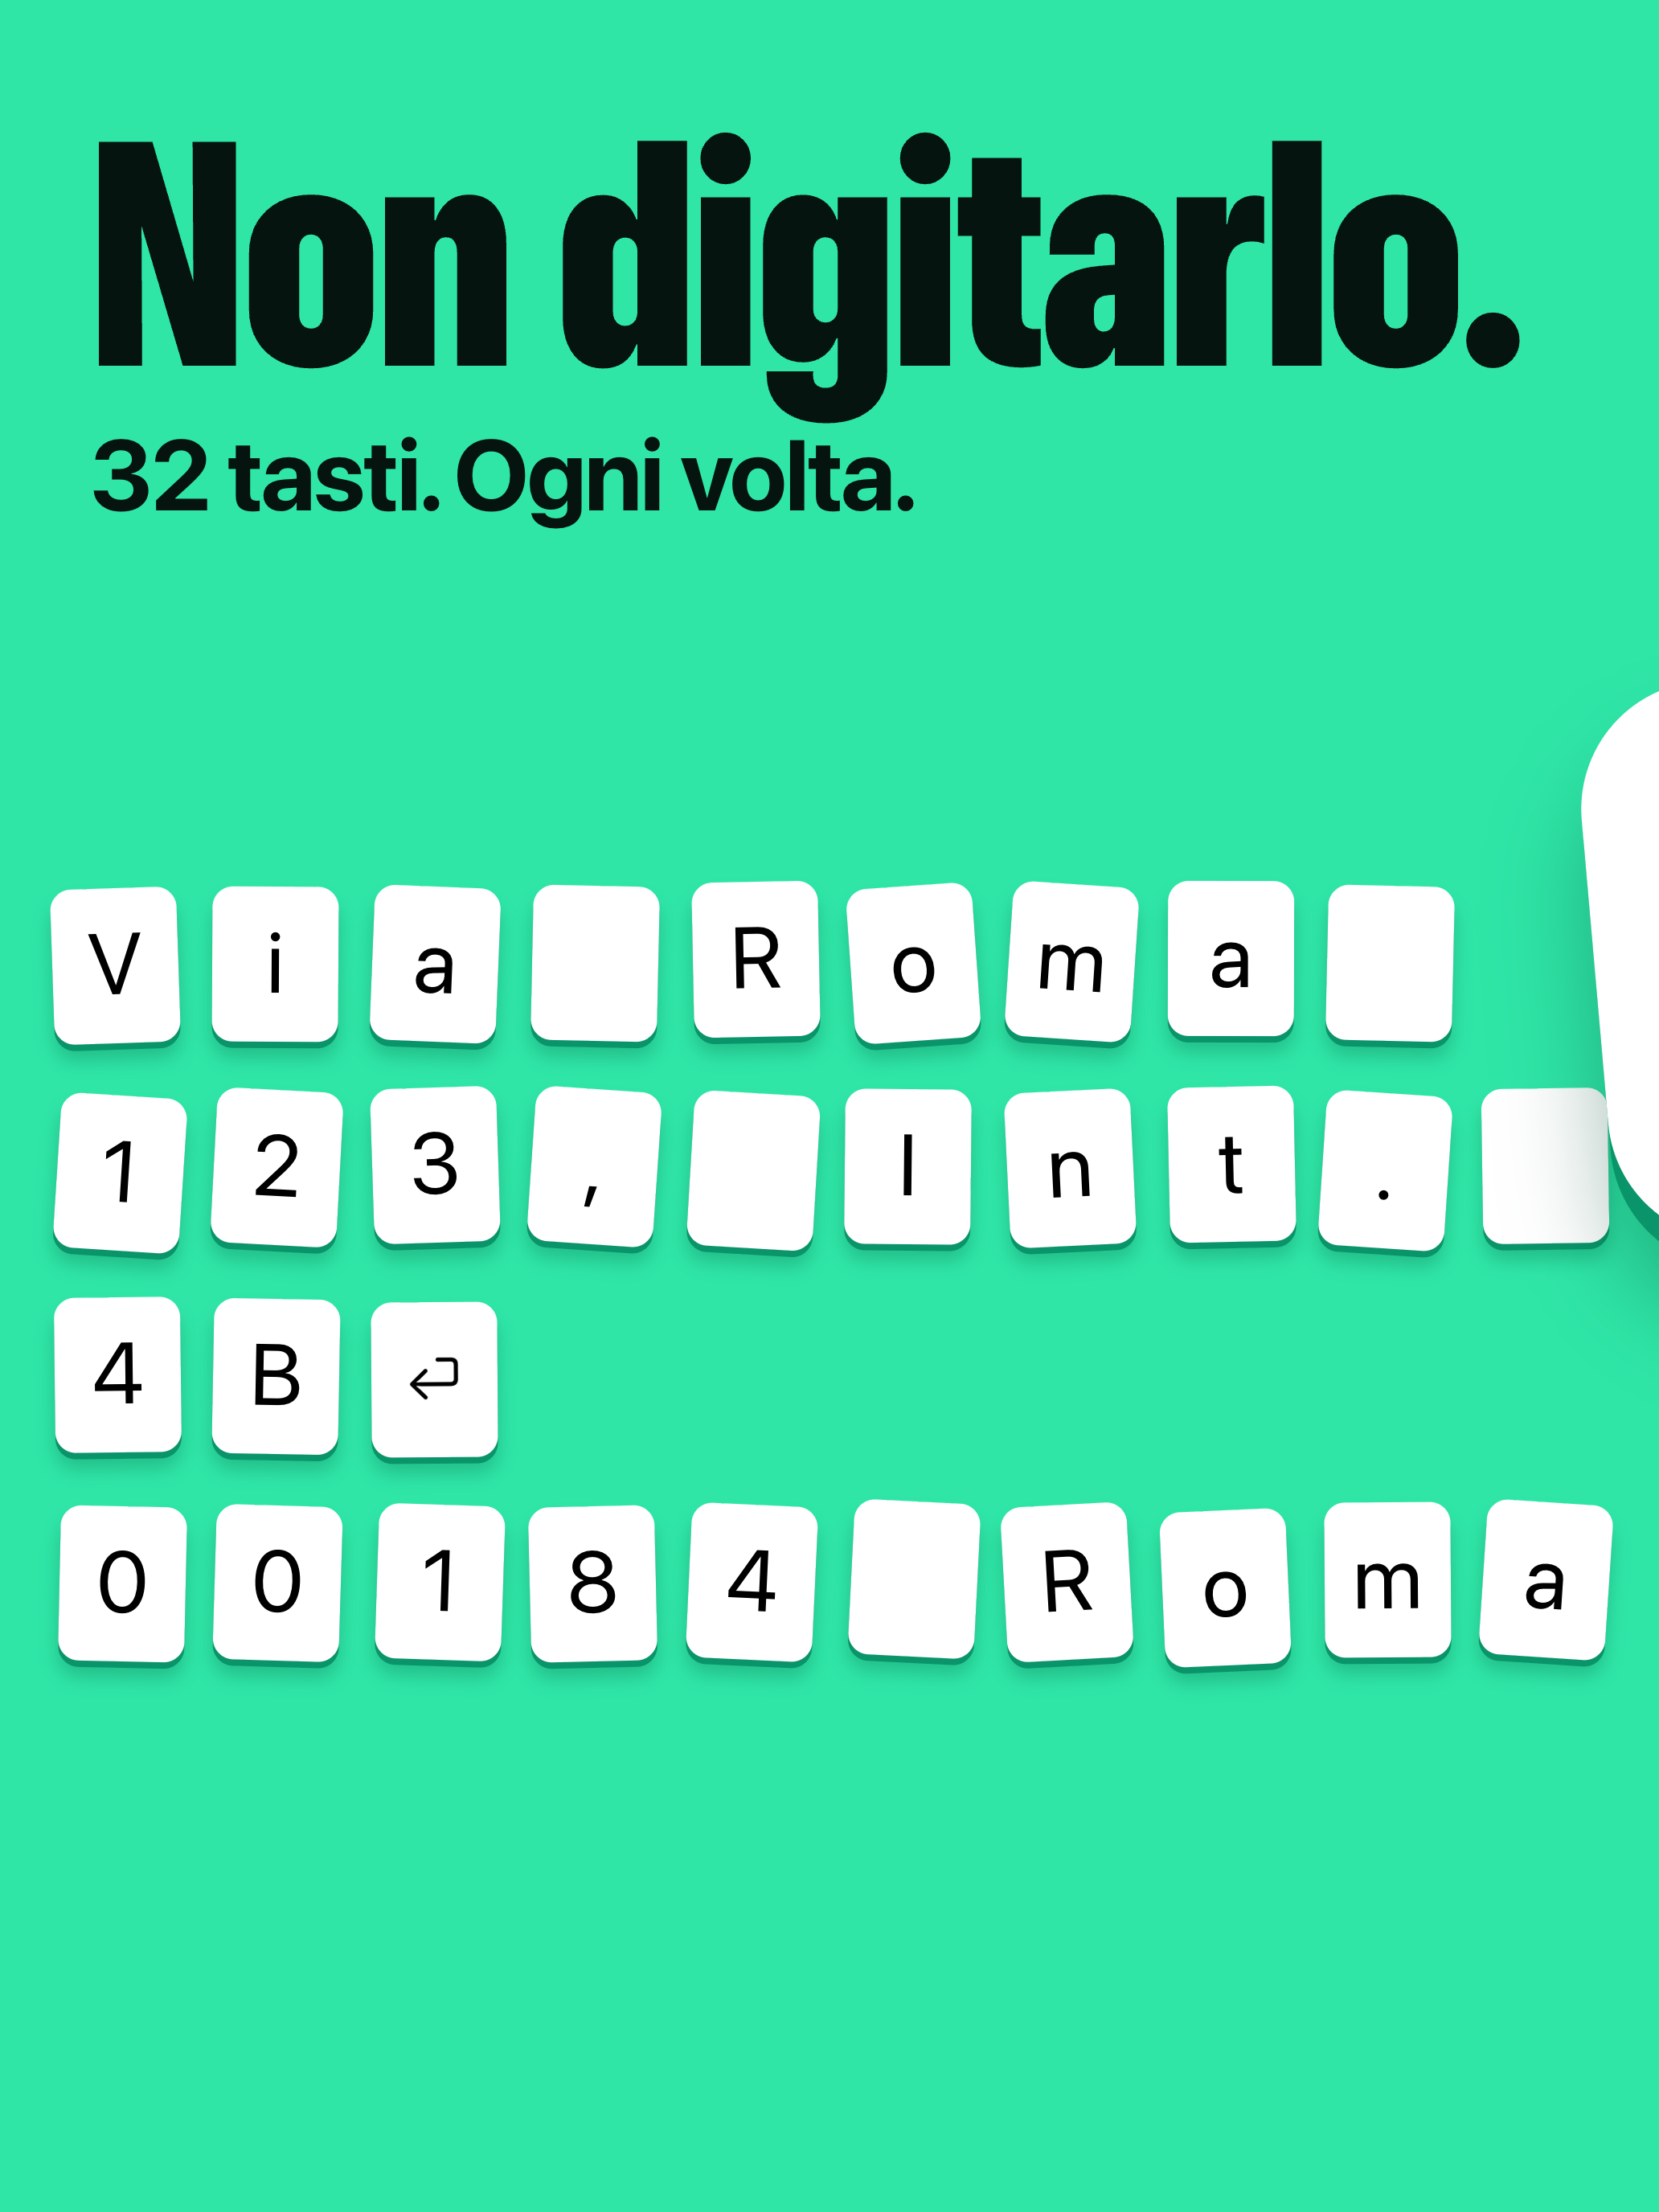 Non digitarlo.
32 tasti. Ogni volta.
Via Roma
123, Int.
4B⏎
00184 Roma